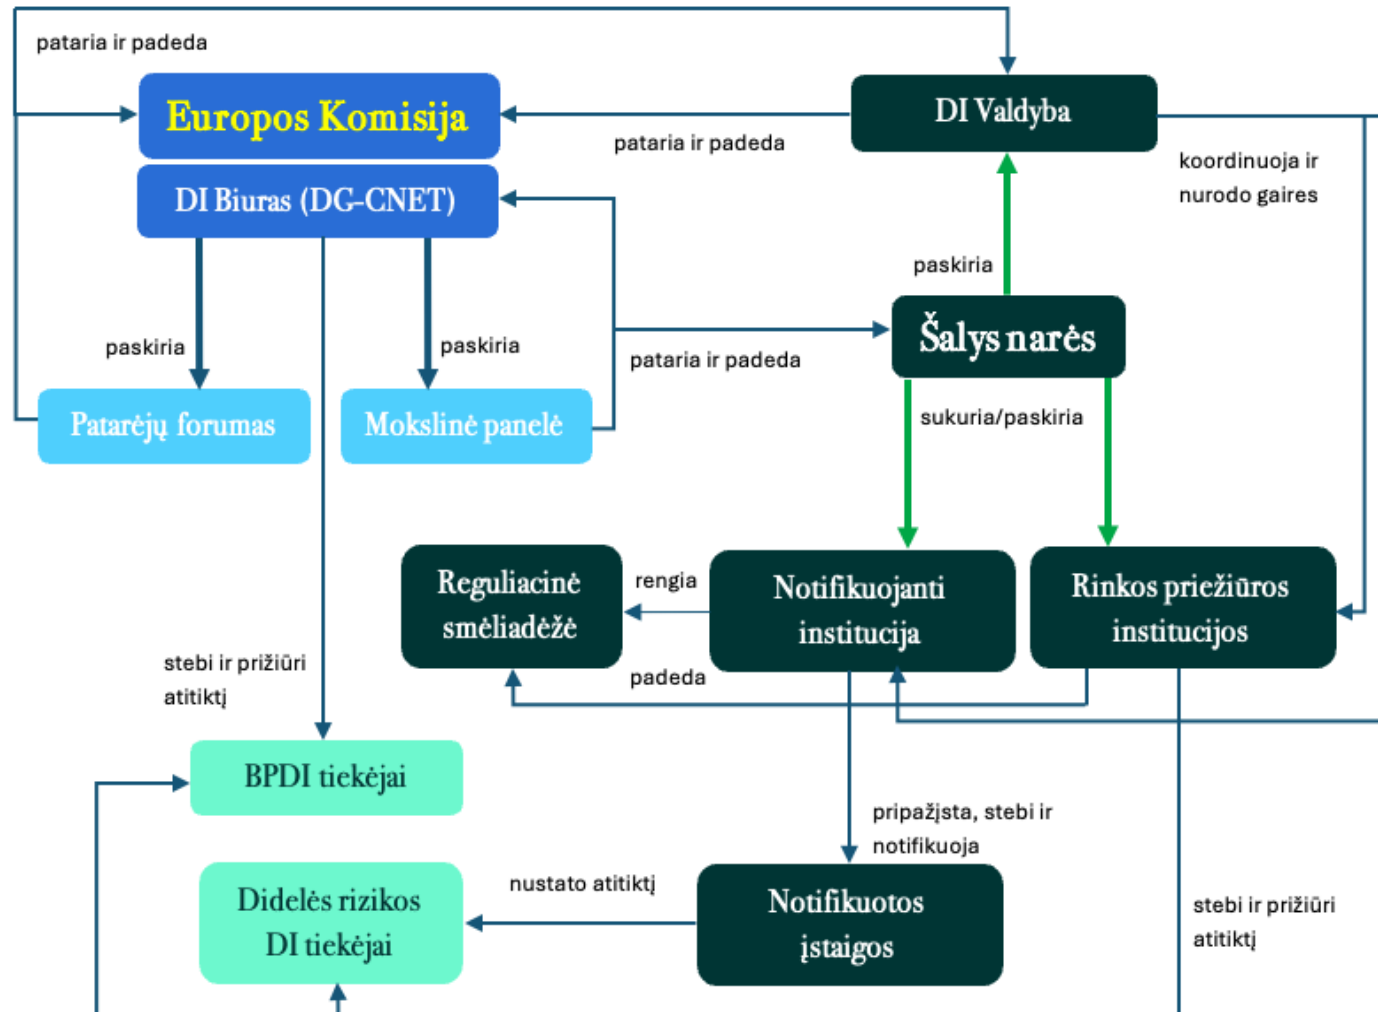 pataria ir padeda
Europos Komisija
DI Valdyba
pataria ir padeda
koordinuoja ir
nurodo gaires
DI Biuras (DG-CNET)
paskiria
Šalys narės
paskiria
paskiria
pataria ir padeda
Patarėjų forumas
Mokslinė panelė
sukuria/paskiria
Reguliacinė
smėliadėžė
rengia
Notifikuojanti
institucija
Rinkos priežiūros
institucijos
stebi ir prižiūri
atitiktį
padeda
BPDI tiekėjai
pripažįsta, stebi ir
notifikuoja
Didelės rizikos
DI tiekėjai
nustato atitiktį
Notifikuotos
įstaigos
stebi ir prižiūri
atitiktį